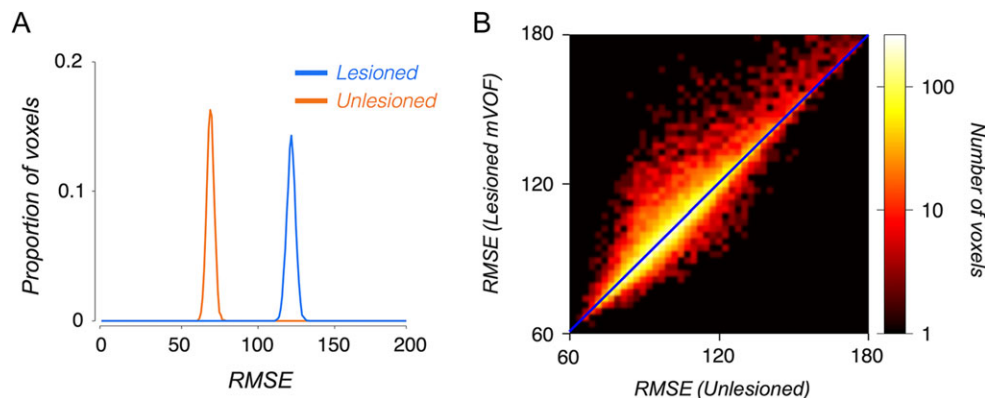 A
Proportion of voxels
0.2
0.1
0
Lesioned
Unlesioned
0 50 100 150 200
RMSE
B
RMSE (Lesioned mVOF)
180
120
60
60 120 180
RMSE (Unlesioned)
100
10
1
Number of voxels